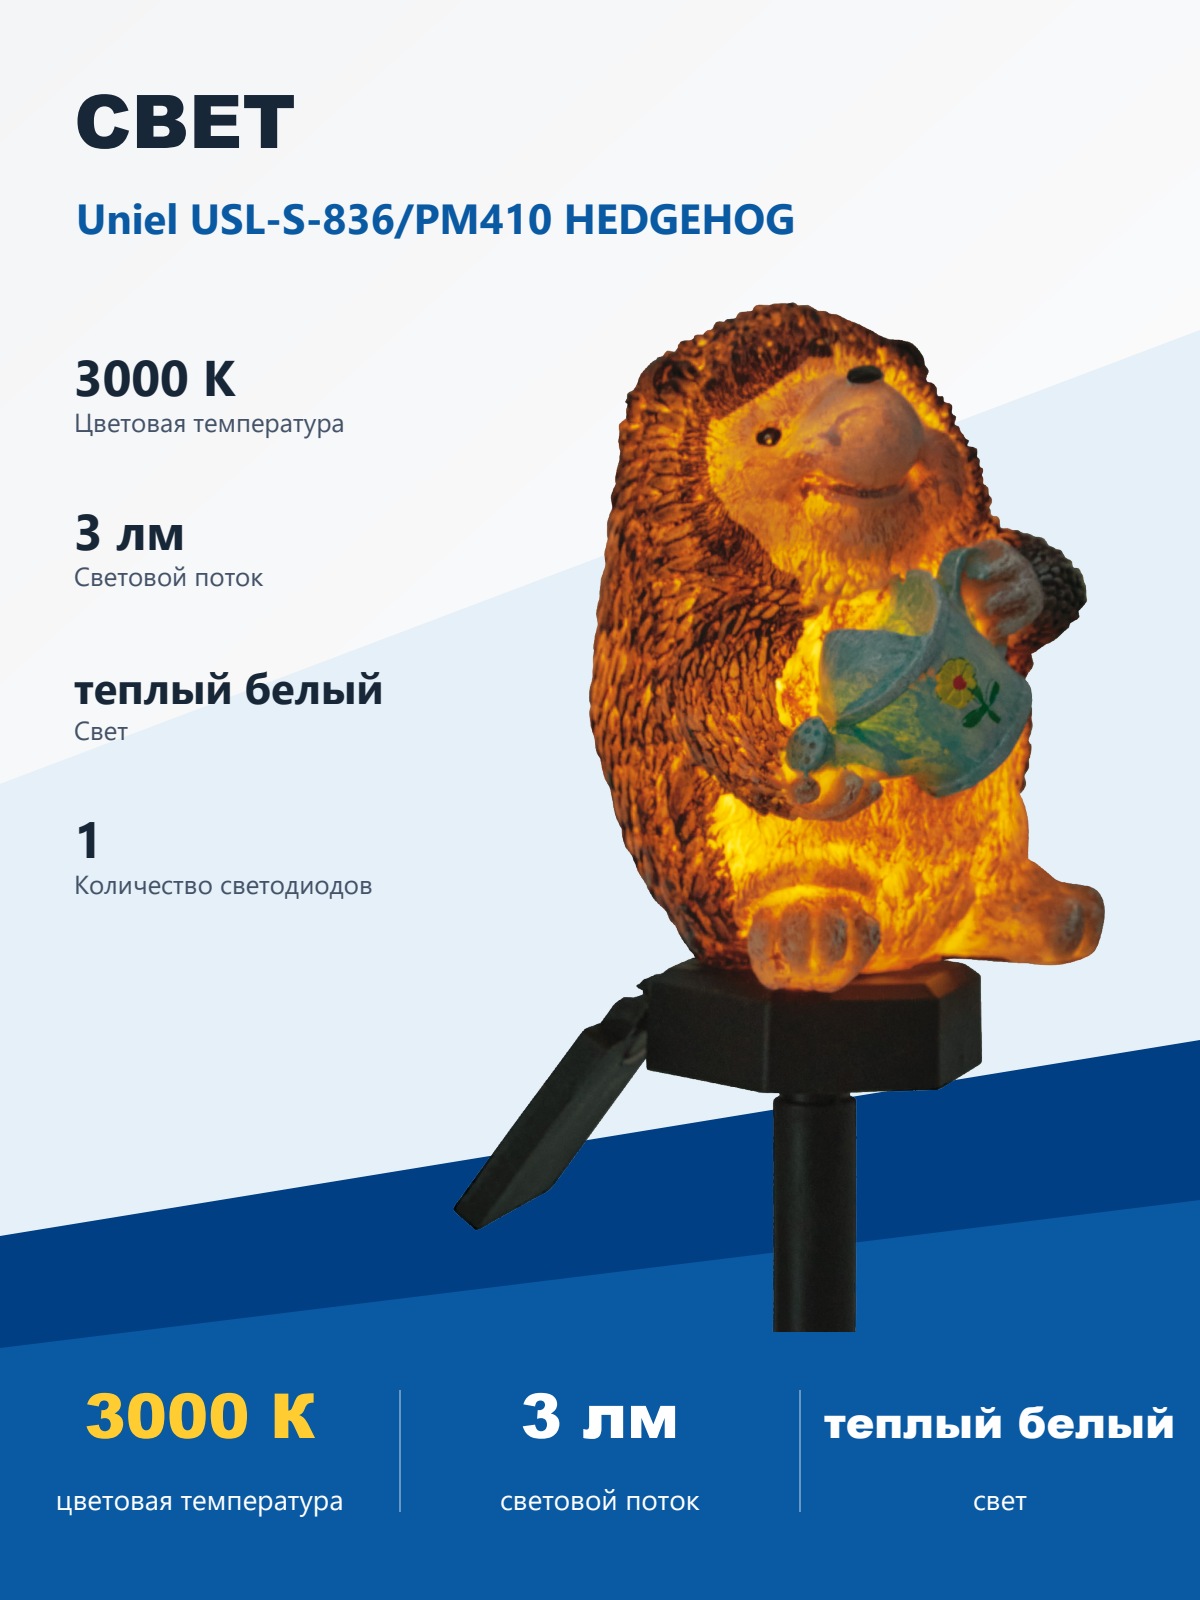 СВЕТ
Uniel USL-S-836/PM410 HEDGEHOG
3000 К
Цветовая температура
3 лм
Световой поток
теплый белый
Свет
1
Количество светодиодов
3000 К
цветовая температура
3 лм
световой поток
теплый белый
свет